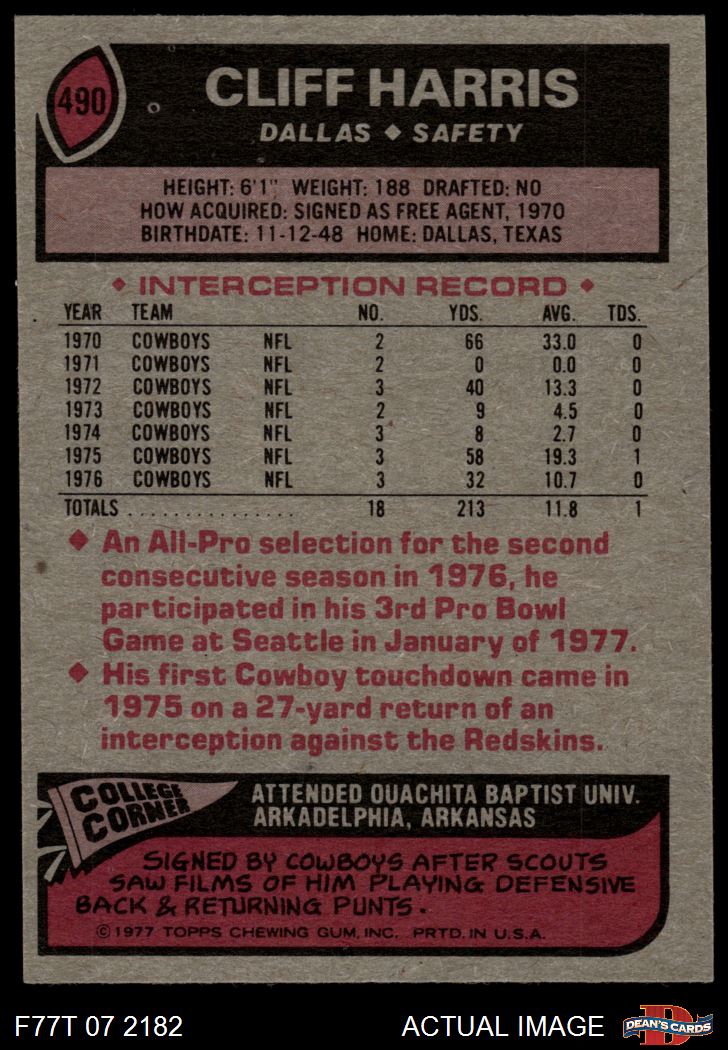 490
CLIFF HARRIS
DALLAS ◆ SAFETY
HEIGHT: 6'1" WEIGHT: 188 DRAFTED: NO
HOW ACQUIRED: SIGNED AS FREE AGENT, 1970
BIRTHDATE: 11-12-48 HOME: DALLAS, TEXAS
◆ INTERCEPTION RECORD ◆
YEAR TEAM NO. YDS. AVG. TDS.
1970 COWBOYS NFL 2 66 33.0 0
1971 COWBOYS NFL 2 0 0.0 0
1972 COWBOYS NFL 3 40 13.3 0
1973 COWBOYS NFL 2 9 4.5 0
1974 COWBOYS NFL 3 8 2.7 0
1975 COWBOYS NFL 3 58 19.3 1
1976 COWBOYS NFL 3 32 10.7 0
TOTALS . . . . . . . . . . . . . . . 18 213 11.8 1
◆ An All-Pro selection for the second
consecutive season in 1976, he
participated in his 3rd Pro Bowl
Game at Seattle in January of 1977.
◆ His first Cowboy touchdown came in
1975 on a 27-yard return of an
interception against the Redskins.
COLLEGE
CORNER
ATTENDED OUACHITA BAPTIST UNIV.
ARKADELPHIA, ARKANSAS
SIGNED BY COWBOYS AFTER SCOUTS
SAW FILMS OF HIM PLAYING DEFENSIVE
BACK & RETURNING PUNTS.
©1977 TOPPS CHEWING GUM, INC. PRTD. IN U.S.A.
F77T 07 2182 ACTUAL IMAGE
D
DEAN'S CARDS